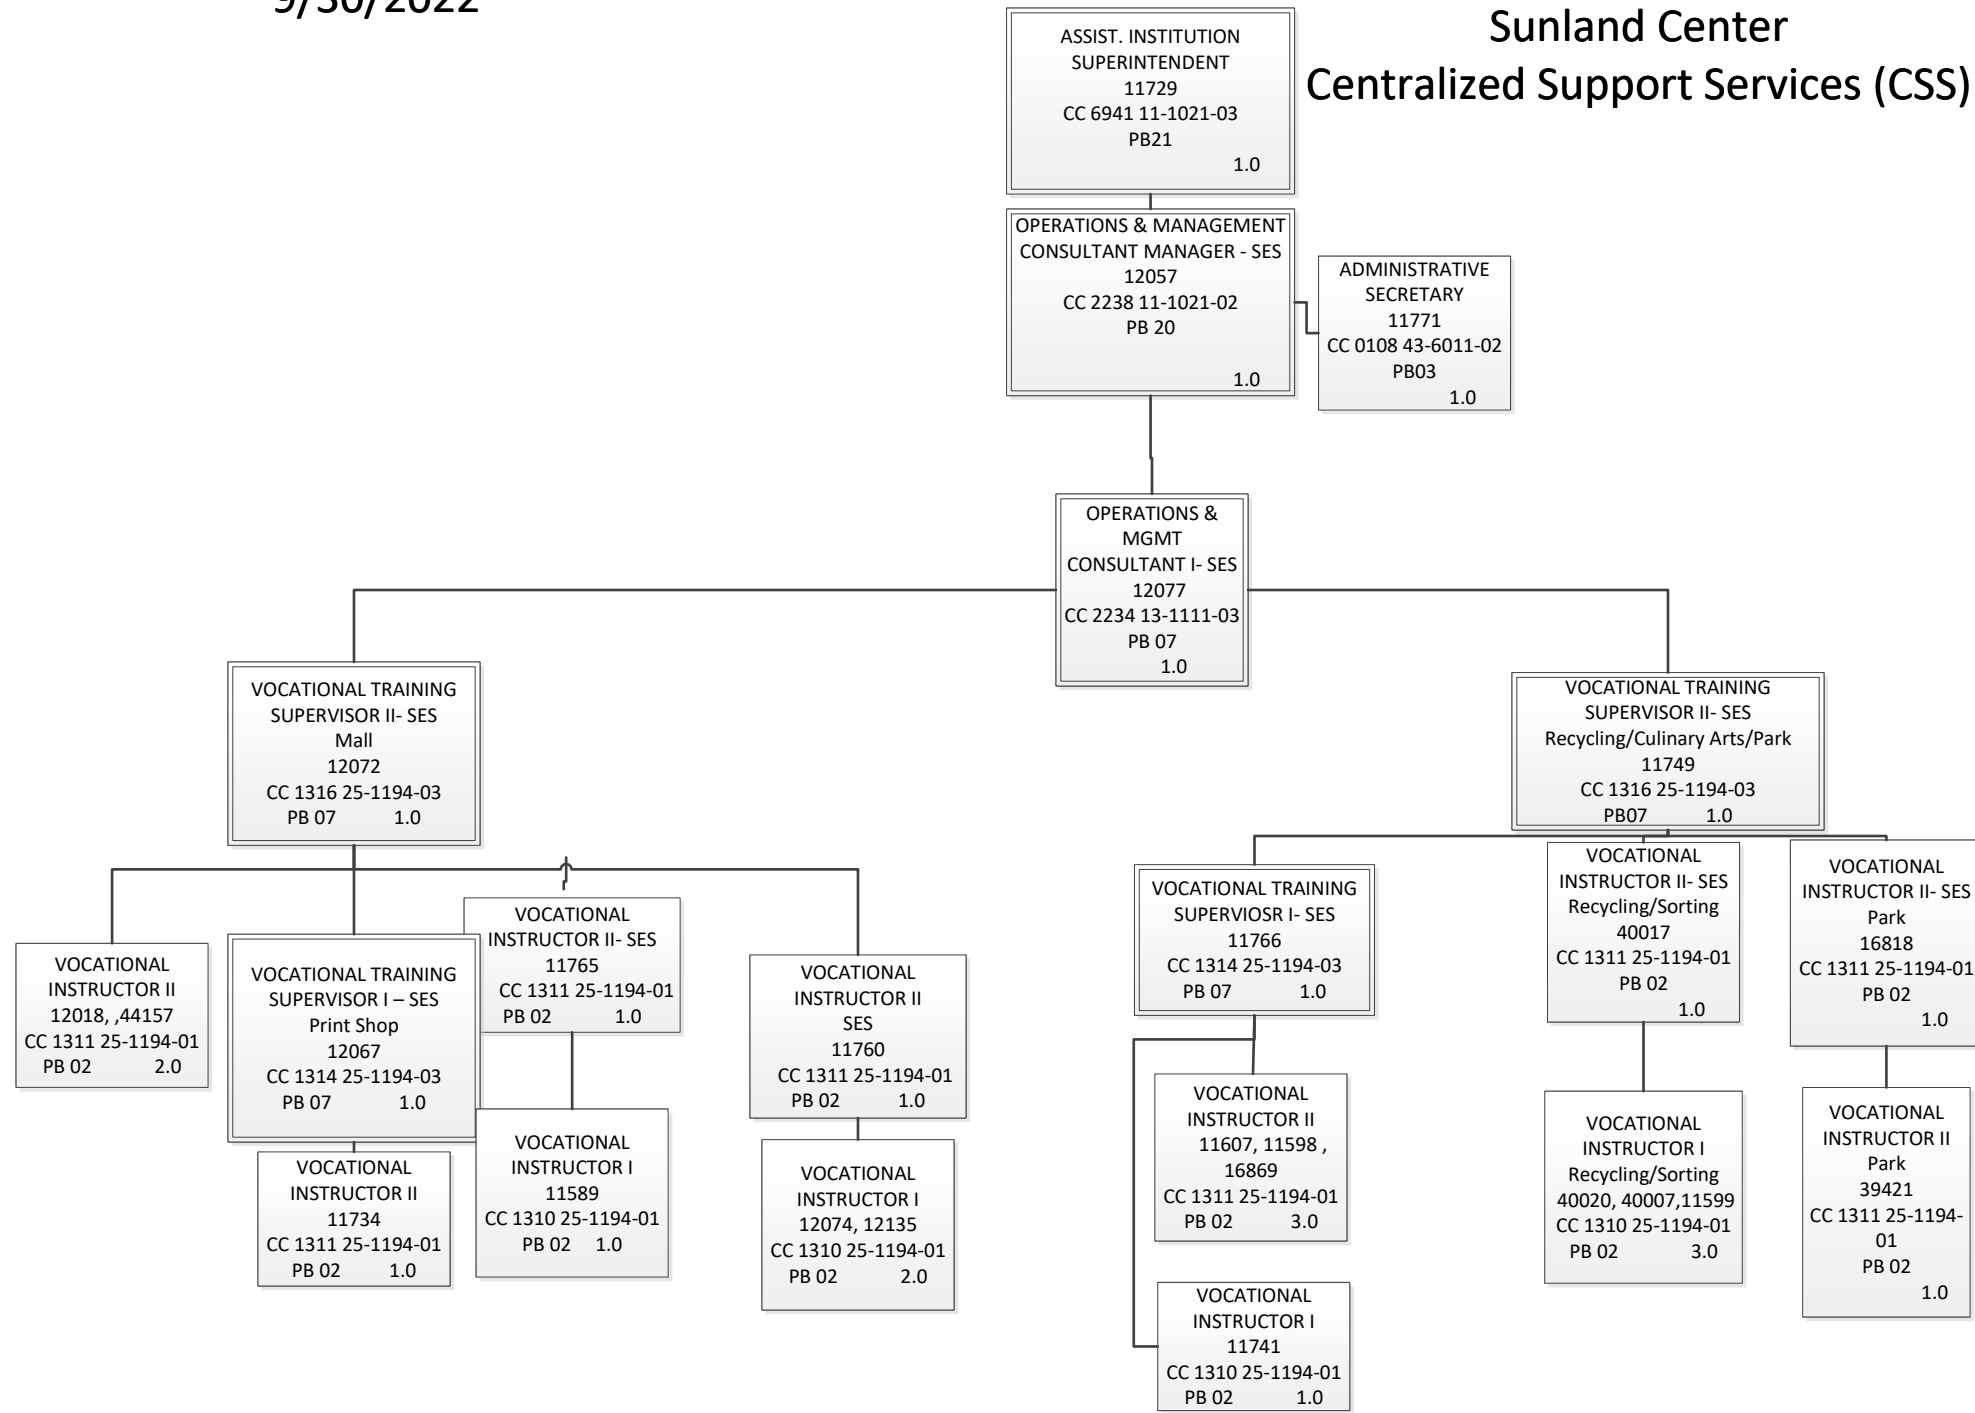 9/30/2022
Sunland Center
Centralized Support Services (CSS)
ASSIST. INSTITUTION
SUPERINTENDENT
11729
CC 6941 11-1021-03
PB21
1.0
OPERATIONS & MANAGEMENT
CONSULTANT MANAGER - SES
12057
CC 2238 11-1021-02
PB 20
1.0
ADMINISTRATIVE
SECRETARY
11771
CC 0108 43-6011-02
PB03
1.0
OPERATIONS &
MGMT
CONSULTANT I- SES
12077
CC 2234 13-1111-03
PB 07
1.0
VOCATIONAL TRAINING
SUPERVISOR II- SES
Mall
12072
CC 1316 25-1194-03
PB 07 1.0
VOCATIONAL TRAINING
SUPERVISOR II- SES
Recycling/Culinary Arts/Park
11749
CC 1316 25-1194-03
PB07 1.0
VOCATIONAL
INSTRUCTOR II
12018, ,44157
CC 1311 25-1194-01
PB 02 2.0
VOCATIONAL TRAINING
SUPERVISOR I – SES
Print Shop
12067
CC 1314 25-1194-03
PB 07 1.0
VOCATIONAL
INSTRUCTOR II- SES
11765
CC 1311 25-1194-01
PB 02 1.0
VOCATIONAL
INSTRUCTOR II
SES
11760
CC 1311 25-1194-01
PB 02 1.0
VOCATIONAL TRAINING
SUPERVIOSR I- SES
11766
CC 1314 25-1194-03
PB 07 1.0
VOCATIONAL
INSTRUCTOR II- SES
Recycling/Sorting
40017
CC 1311 25-1194-01
PB 02
1.0
VOCATIONAL
INSTRUCTOR II- SES
Park
16818
CC 1311 25-1194-01
PB 02
1.0
VOCATIONAL
INSTRUCTOR II
11734
CC 1311 25-1194-01
PB 02 1.0
VOCATIONAL
INSTRUCTOR I
11589
CC 1310 25-1194-01
PB 02 1.0
VOCATIONAL
INSTRUCTOR I
12074, 12135
CC 1310 25-1194-01
PB 02 2.0
VOCATIONAL
INSTRUCTOR II
11607, 11598 ,
16869
CC 1311 25-1194-01
PB 02 3.0
VOCATIONAL
INSTRUCTOR I
Recycling/Sorting
40020, 40007,11599
CC 1310 25-1194-01
PB 02 3.0
VOCATIONAL
INSTRUCTOR II
Park
39421
CC 1311 25-1194-
01
PB 02
1.0
VOCATIONAL
INSTRUCTOR I
11741
CC 1310 25-1194-01
PB 02 1.0